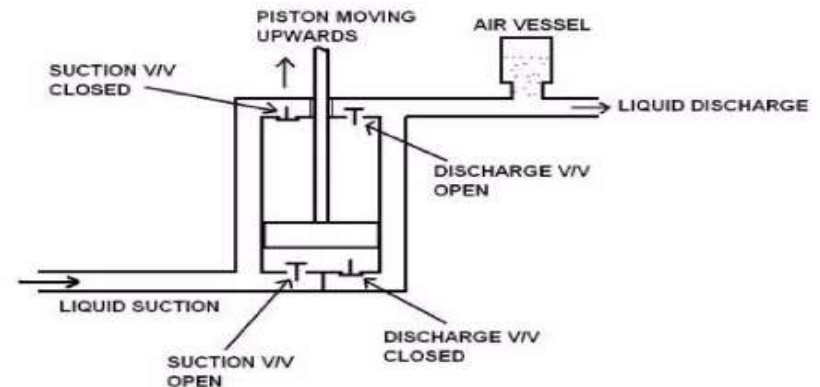 PISTON MOVING
UPWARDS
AIR VESSEL
SUCTION V/V
CLOSED
LIQUID DISCHARGE
DISCHARGE V/V
OPEN
LIQUID SUCTION
DISCHARGE V/V
CLOSED
SUCTION V/V
OPEN